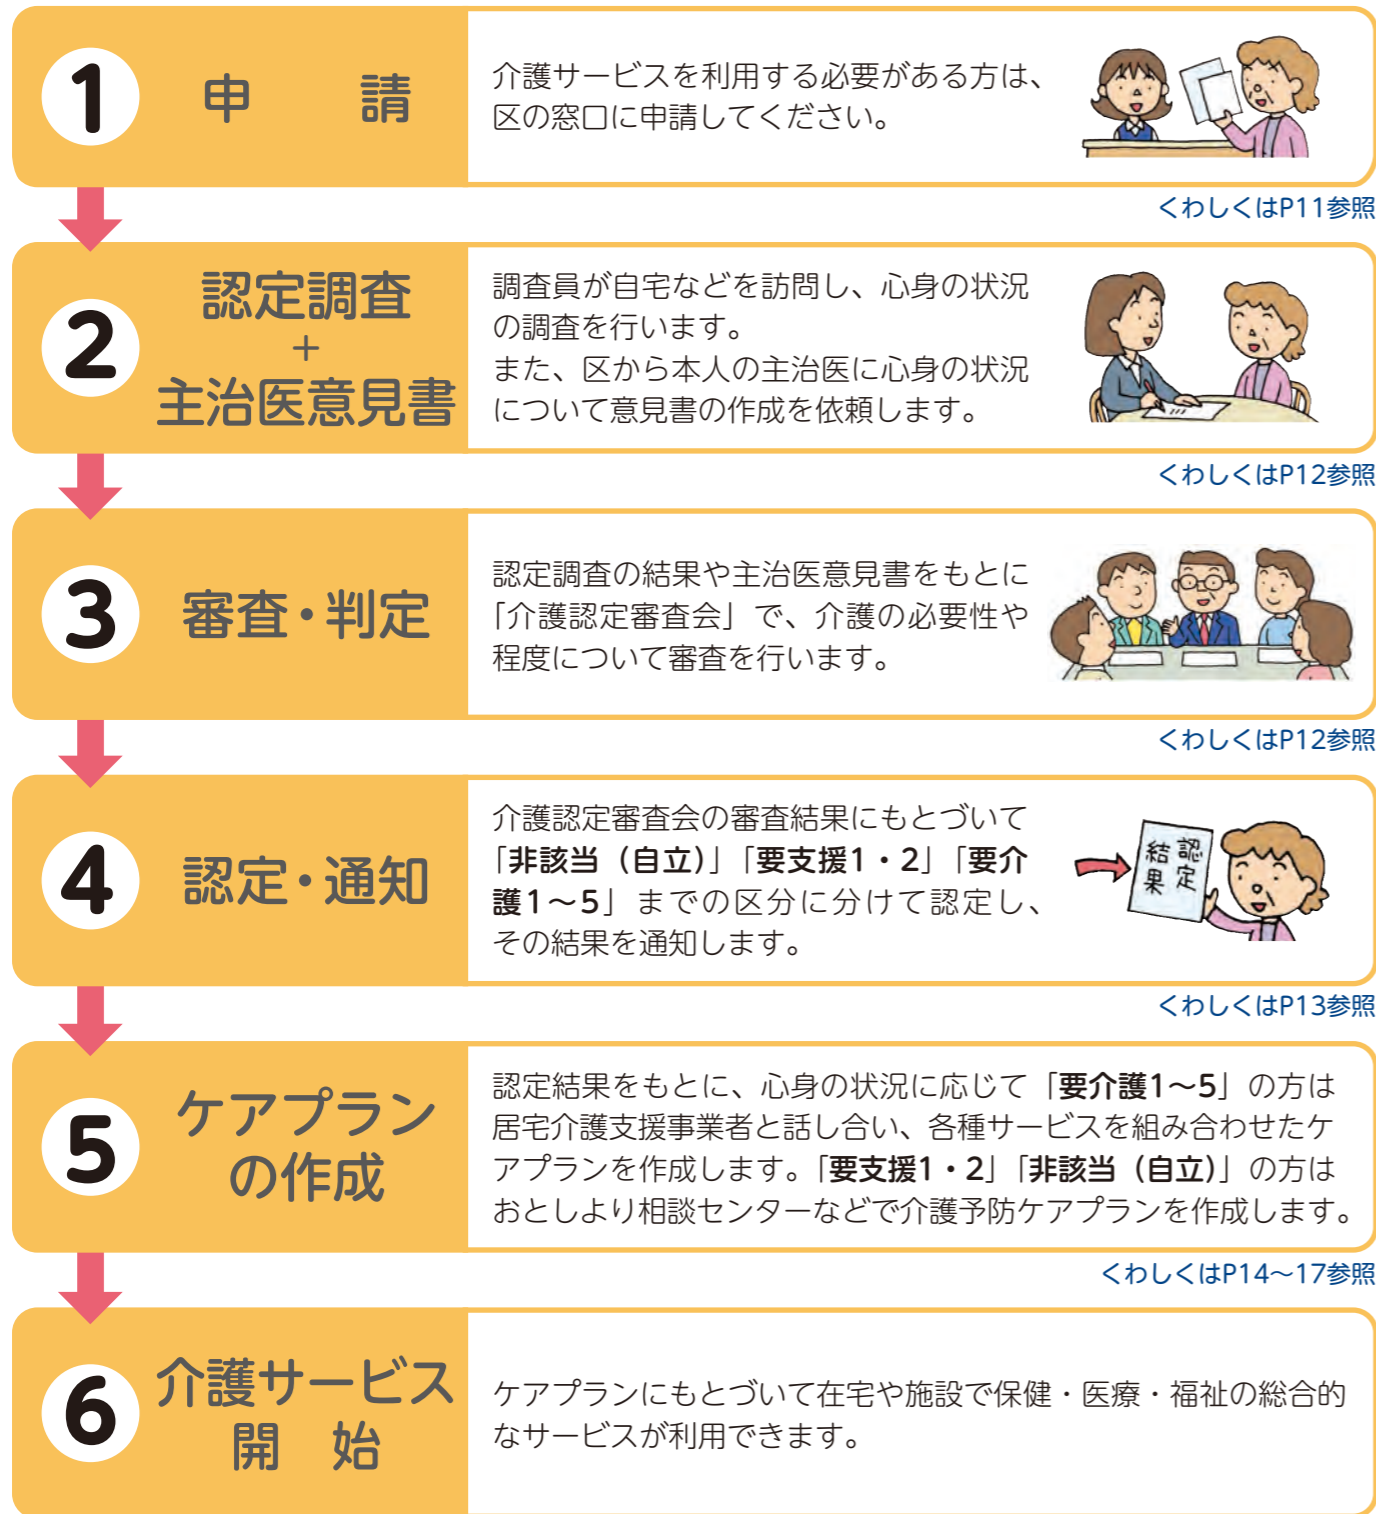 1
申 請
介護サービスを利用する必要がある方は、
区の窓口に申請してください。
くわしくはP11参照
2
認定調査
+
主治医意見書
調査員が自宅などを訪問し、心身の状況
の調査を行います。
また、区から本人の主治医に心身の状況
について意見書の作成を依頼します。
くわしくはP12参照
3
審査・判定
認定調査の結果や主治医意見書をもとに
「介護認定審査会」で、介護の必要性や
程度について審査を行います。
くわしくはP12参照
4
認定・通知
介護認定審査会の審査結果にもとづいて
「非該当（自立）」「要支援1・2」「要介
護1～5」までの区分に分けて認定し、
その結果を通知します。
認定
結果
くわしくはP13参照
5
ケアプラン
の作成
認定結果をもとに、心身の状況に応じて「要介護1～5」の方は
居宅介護支援事業者と話し合い、各種サービスを組み合わせたケ
アプランを作成します。「要支援1・2」「非該当（自立）」の方は
おとしより相談センターなどで介護予防ケアプランを作成します。
くわしくはP14～17参照
6
介護サービス
開 始
ケアプランにもとづいて在宅や施設で保健・医療・福祉の総合的
なサービスが利用できます。